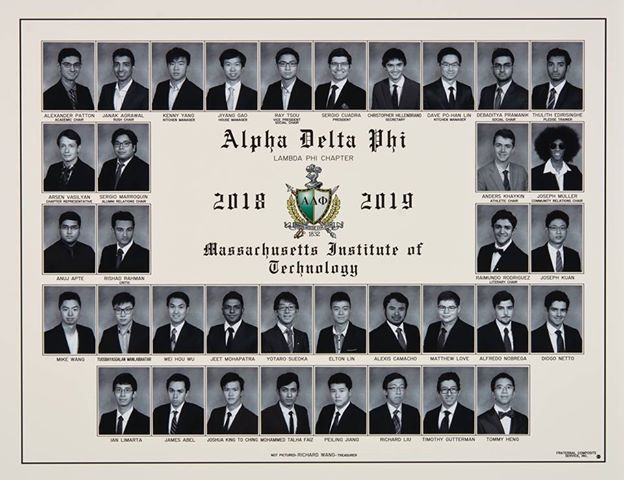 ALEXANDER PATTON JANAK AGRAWAL KENNY YANG JIYANG GAO RAY TSOU SERGIO CUADRA CHRISTOPHER HILLENBRAND DAVE PO-HAN LIN DEBADITYA PRAMANIK THULITH EDIRISINGHE
ACADEMIC CHAIR RUSH CHAIR KITCHEN MANAGER HOUSE MANAGER VICE PRESIDENT PRESIDENT SECRETARY KITCHEN MANAGER SOCIAL CHAIR PLEDGE TRAINER
SOCIAL CHAIR
Alpha Delta Phi
LAMBDA PHI CHAPTER
ARSEN VASILYAN SERGIO MARROQUIN ANDERS KHAYKIN JOSEPH MULLER
CHAPTER REPRESENTATIVE ALUMNI RELATIONS CHAIR ATHLETIC CHAIR COMMUNITY RELATIONS CHAIR
2018 2019
ΑΔΦ
1832
Massachusetts Institute of
Technology
ANUJ APTE RISHAD RAHMAN RAIMUNDO RODRIGUEZ JOSEPH KUAN
CRITIC LITERARY CHAIR
MIKE WANG WEI HOU WU JEET MOHAPATRA YOTARO SUEOKA ELTON LIN ALEXIS CAMACHO MATTHEW LOVE ALFREDO NOBREGA DIOGO NETTO
IAN LIMARTA JAMES ABEL JOSHUA KING TO CHING MOHAMMED TALHA FAIZ PEILING JIANG RICHARD LIU TIMOTHY GUTTERMAN TOMMY HENG
NOT PICTURED-RICHARD WANG-TREASURER
FRATERNAL COMPOSITE
SERVICE, INC.